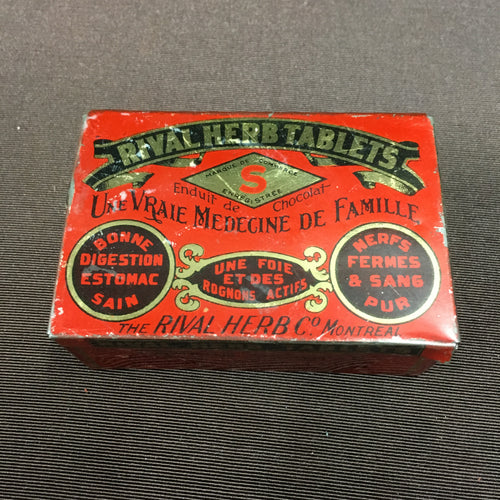 RIVAL HERB TABLETS
MARQUE DE COMMERCE
S
ENREGISTREE
Enduit de Chocolat
UNE VRAIE MEDECINE DE FAMILLE
BONNE
DIGESTION
ESTOMAC
SAIN
UNE FOIE
ET DES
ROGNONS ACTIFS
NERFS
FERMES
& SANG
PUR
THE RIVAL HERB Co. MONTREAL